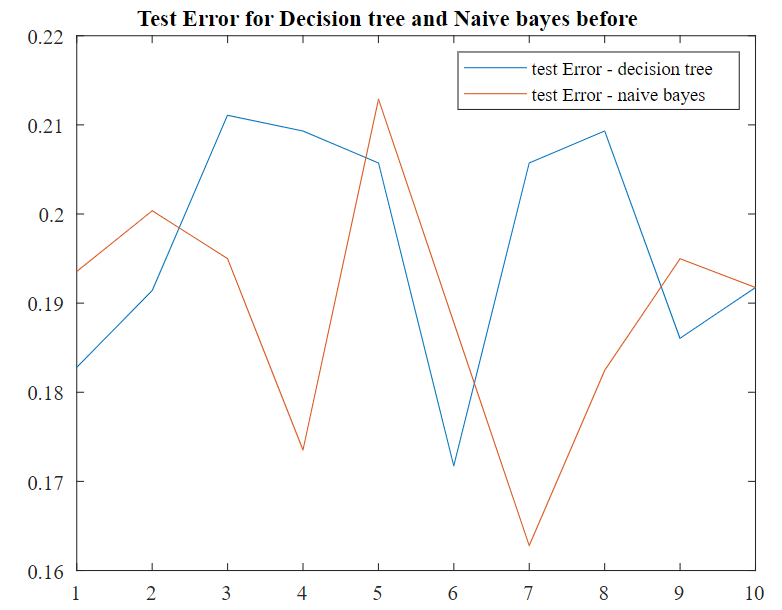 Test Error for Decision tree and Naive bayes before
0.22
test Error - decision tree
test Error - naive bayes
0.21
0.2
0.19
0.18
0.17
0.16
1 2 3 4 5 6 7 8 9 10